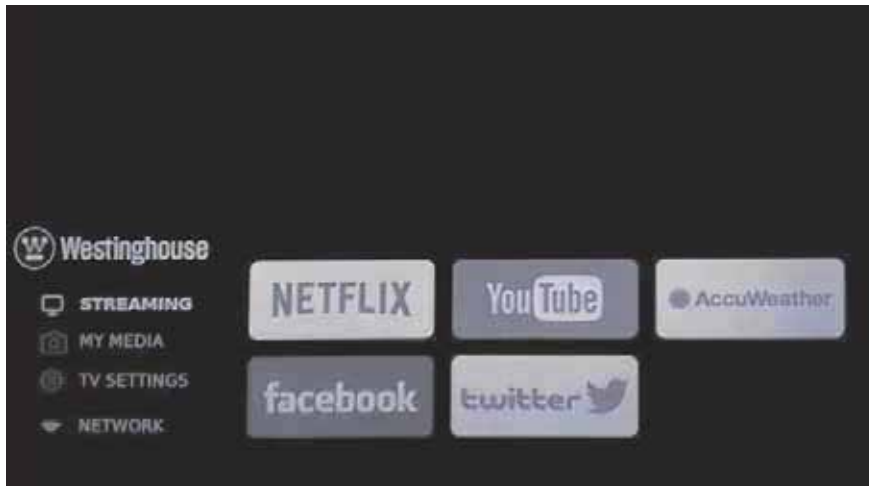 W Westinghouse
STREAMING
MY MEDIA
TV SETTINGS
NETWORK
NETFLIX
YouTube
AccuWeather
facebook
twitter